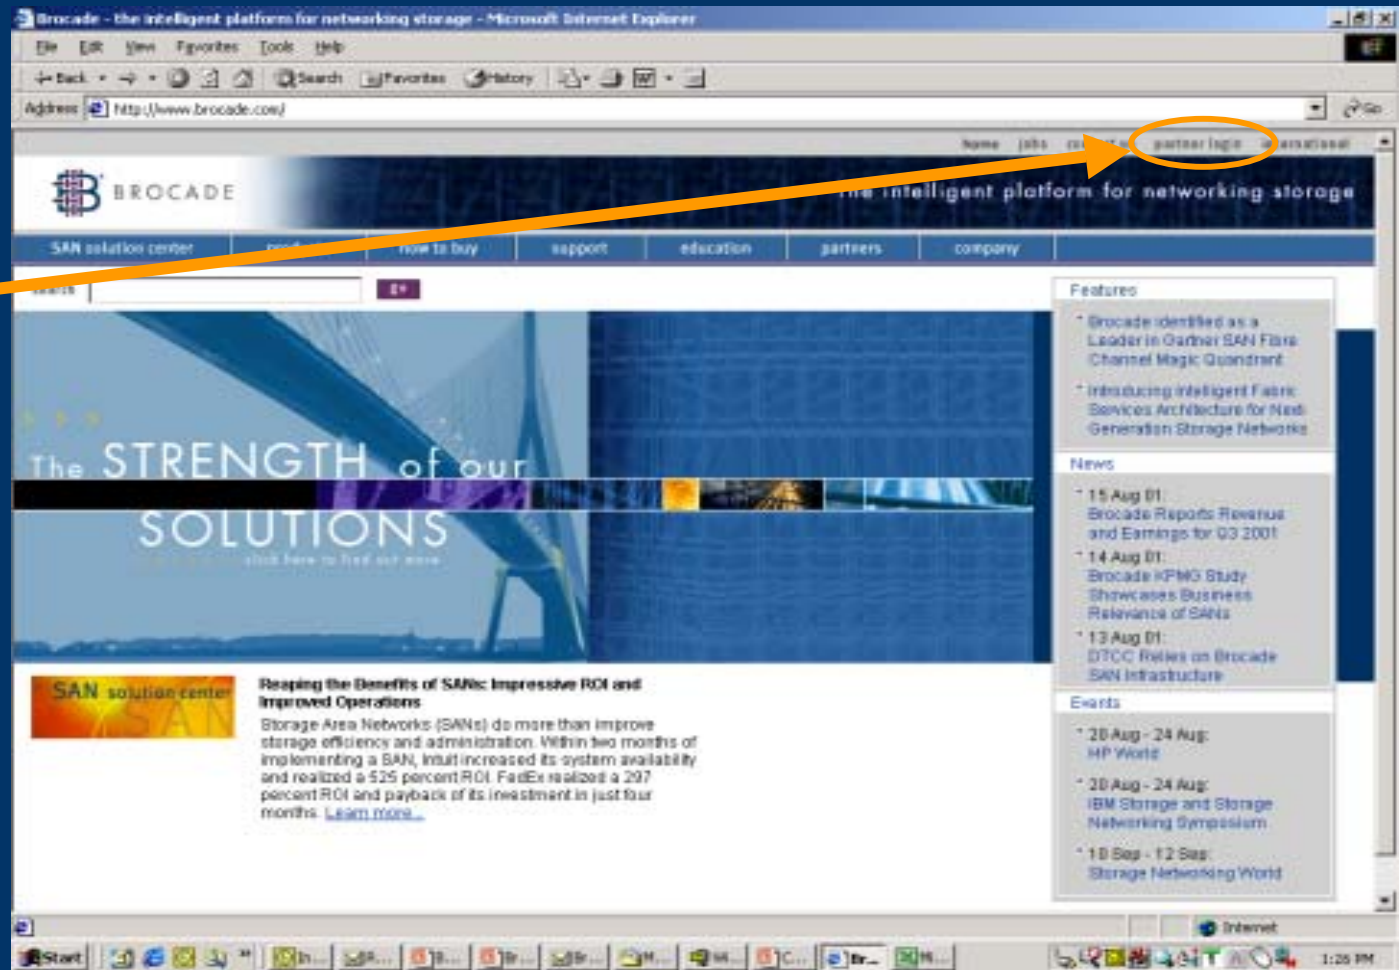 Brocade - the intelligent platform for networking storage - Microsoft Internet Explorer
File Edit View Favorites Tools Help
Back Search Favorites History
Address http://www.brocade.com/ Go
home jobs partner login international
BROCADE
The intelligent platform for networking storage
SAN solution center how to buy support education partners company
search go
The STRENGTH of our
SOLUTIONS
click here to find out more
Features
Brocade identified as a
Leader in Gartner SAN Fibre
Channel Magic Quandrant
Introducing Intelligent Fabric
Services Architecture for Next-
Generation Storage Networks
News
15 Aug 01:
Brocade Reports Revenue
and Earnings for Q3 2001
14 Aug 01:
Brocade KPMG Study
Showcases Business
Relevance of SANs
13 Aug 01:
DTCC Relies on Brocade
SAN Infrastructure
Events
20 Aug - 24 Aug:
HP World
20 Aug - 24 Aug:
IBM Storage and Storage
Networking Symposium
10 Sep - 12 Sep:
Storage Networking World
SAN solution center
SAN
Reaping the Benefits of SANs: Impressive ROI and
Improved Operations
Storage Area Networks (SANs) do more than improve
storage efficiency and administration. Within two months of
implementing a SAN, Intuit increased its system availability
and realized a 525 percent ROI. FedEx realized a 297
percent ROI and payback of its investment in just four
months. Learn more...
Internet
Start 1:26 PM